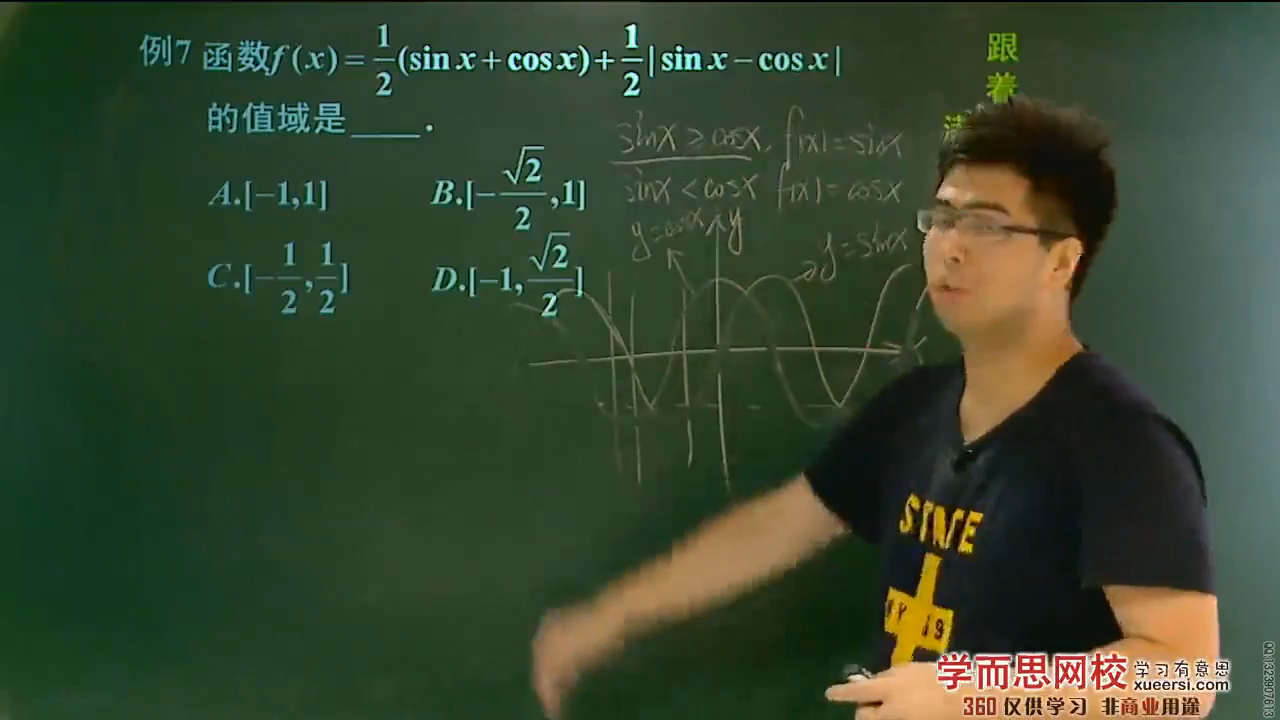 例7 函数f(x)=1/2(sin x+cos x)+1/2|sin x−cos x|
的值域是____.
A.[−1,1] B.[−√2/2,1]
C.[−1/2,1/2] D.[−1,√2/2]
sinx≥cosx, f(x)=sinx
sinx<cosx f(x)=cosx
y=cosx y
y=sinx
跟
着
STATE
学而思网校 学习有意思
xueersi.com
360 仅供学习 非商业用途